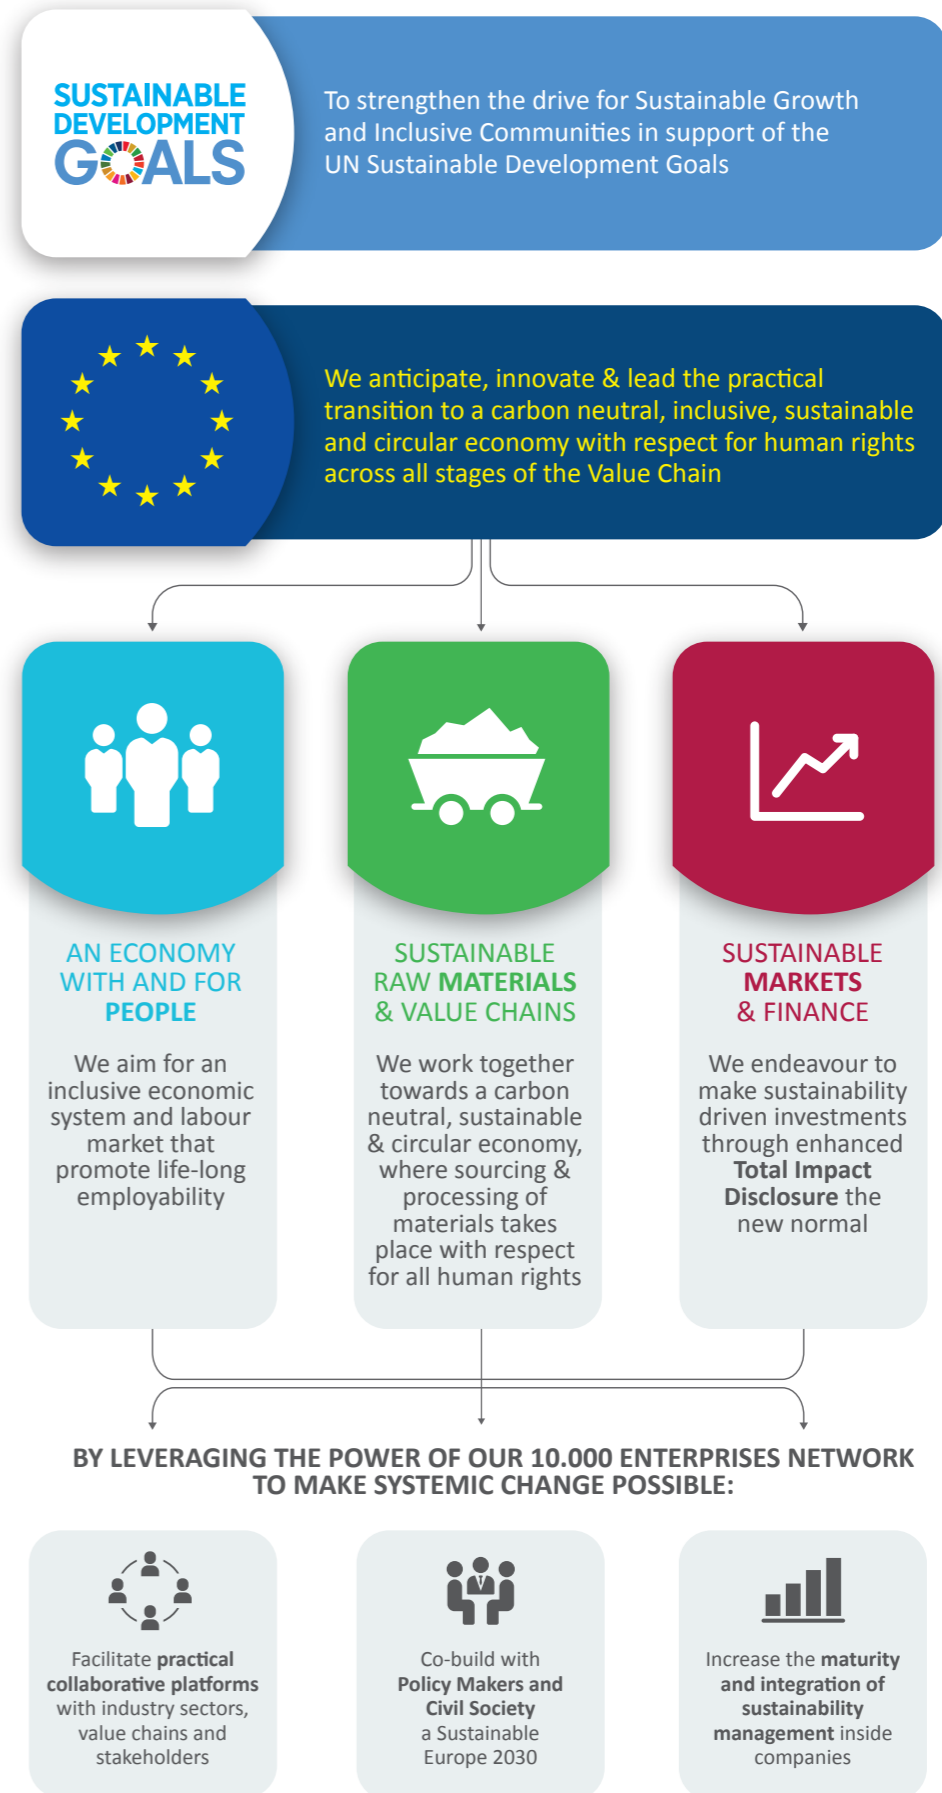 SUSTAINABLE
DEVELOPMENT
GOALS
To strengthen the drive for Sustainable Growth
and Inclusive Communities in support of the
UN Sustainable Development Goals
We anticipate, innovate & lead the practical
transition to a carbon neutral, inclusive, sustainable
and circular economy with respect for human rights
across all stages of the Value Chain
AN ECONOMY
WITH AND FOR
PEOPLE
We aim for an
inclusive economic
system and labour
market that
promote life-long
employability
SUSTAINABLE
RAW MATERIALS
& VALUE CHAINS
We work together
towards a carbon
neutral, sustainable
& circular economy,
where sourcing &
processing of
materials takes
place with respect
for all human rights
SUSTAINABLE
MARKETS
& FINANCE
We endeavour to
make sustainability
driven investments
through enhanced
Total Impact
Disclosure the
new normal
BY LEVERAGING THE POWER OF OUR 10.000 ENTERPRISES NETWORK
TO MAKE SYSTEMIC CHANGE POSSIBLE:
Facilitate practical
collaborative platforms
with industry sectors,
value chains and
stakeholders
Co-build with
Policy Makers and
Civil Society
a Sustainable
Europe 2030
Increase the maturity
and integration of
sustainability
management inside
companies